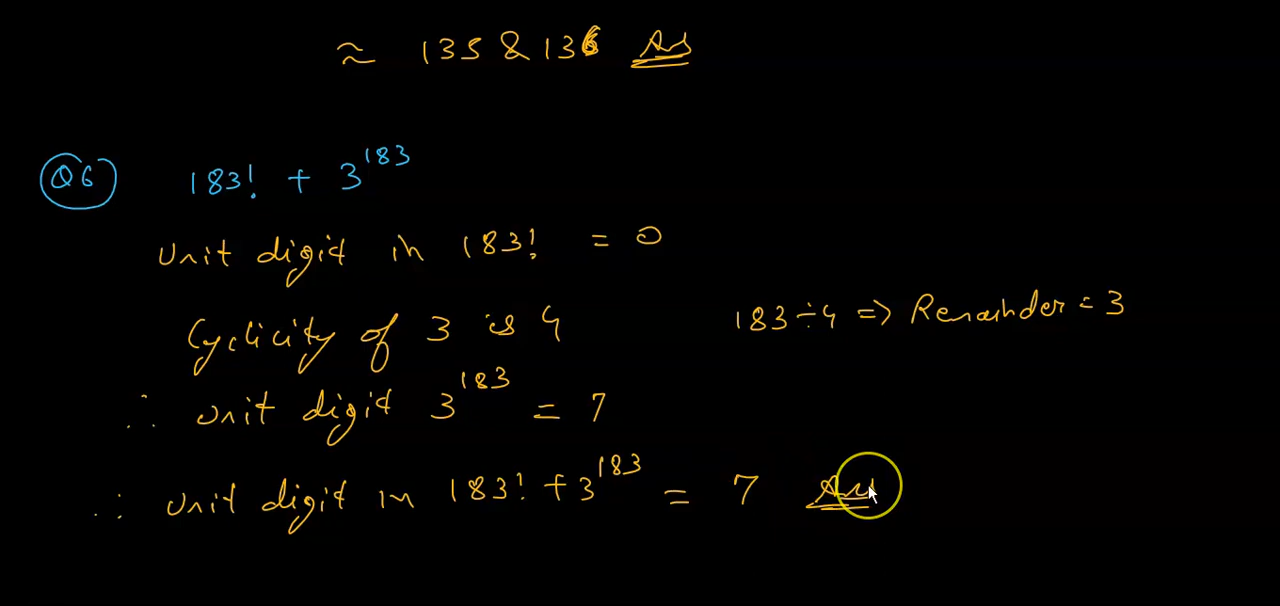 ≈ 135 & 136 Ans
Q6 183! + 3^183
Unit digit in 183! = 0
Cyclicity of 3 is 4 183 ÷ 4 => Remainder = 3
∴ unit digit 3^183 = 7
∴ unit digit in 183! + 3^183 = 7 Ans